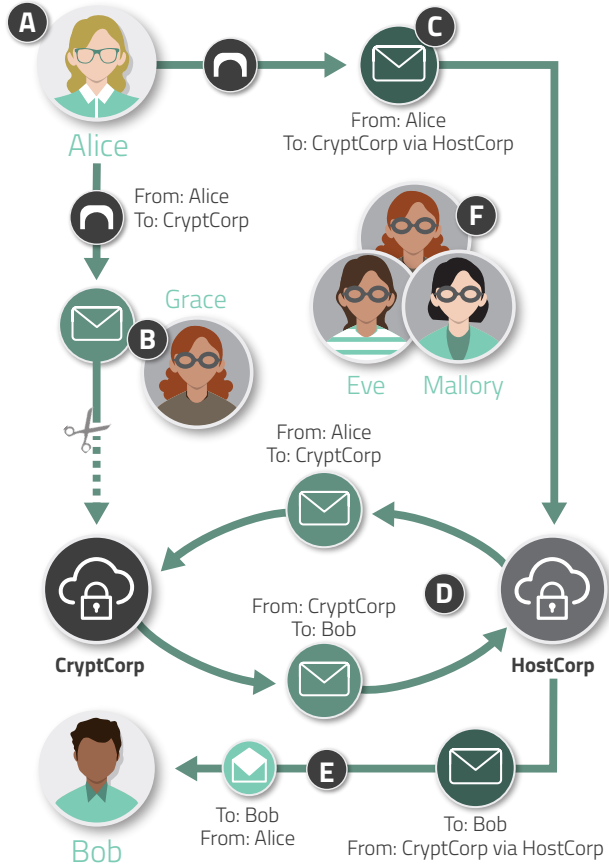 A
C
Alice
From: Alice
To: CryptCorp via HostCorp
From: Alice
To: CryptCorp
F
Grace
B
Eve
Mallory
From: Alice
To: CryptCorp
D
From: CryptCorp
To: Bob
CryptCorp
HostCorp
E
To: Bob
From: Alice
To: Bob
From: CryptCorp via HostCorp
Bob